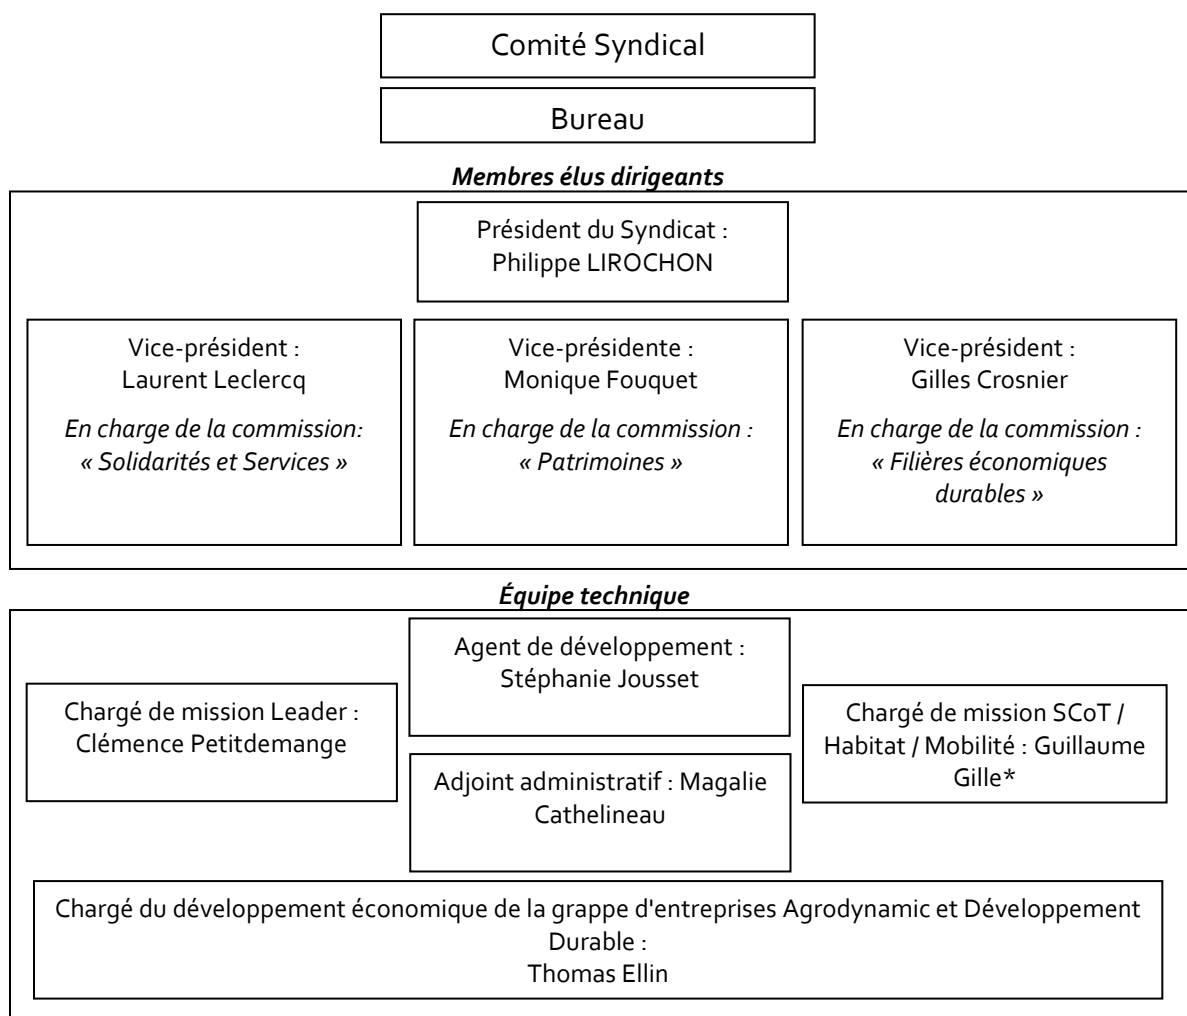 Comité Syndical
Bureau
Membres élus dirigeants
Président du Syndicat :
Philippe LIROCHON
Vice-président :
Laurent Leclercq
En charge de la commission:
« Solidarités et Services »
Vice-présidente :
Monique Fouquet
En charge de la commission :
« Patrimoines »
Vice-président :
Gilles Crosnier
En charge de la commission :
« Filières économiques
durables »
Équipe technique
Agent de développement :
Stéphanie Jousset
Chargé de mission Leader :
Clémence Petitdemange
Chargé de mission SCoT /
Habitat / Mobilité : Guillaume
Gille*
Adjoint administratif : Magalie
Cathelineau
Chargé du développement économique de la grappe d'entreprises Agrodynamic et Développement
Durable :
Thomas Ellin